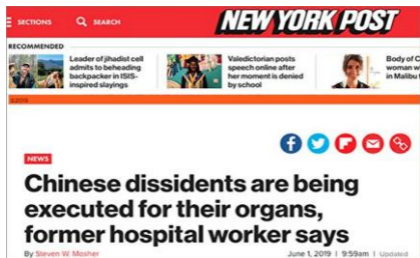 SECTIONS
SEARCH
NEW YORK POST
RECOMMENDED
Leader of jihadist cell
admits to beheading
backpacker in ISIS-
inspired slayings
Valedictorian posts
speech online after
her moment is denied
by school
Body of C
woman w
in Malibu
NEWS
Chinese dissidents are being
executed for their organs,
former hospital worker says
By Steven W. Mosher
June 1, 2019 | 9:59am | Updated